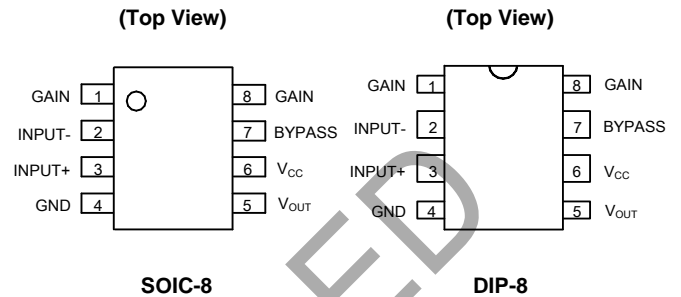 (Top View) (Top View)
GAIN 1 8 GAIN GAIN 1 8 GAIN
INPUT- 2 7 BYPASS INPUT- 2 7 BYPASS
INPUT+ 3 6 VCC INPUT+ 3 6 VCC
GND 4 5 VOUT GND 4 5 VOUT
SOIC-8 DIP-8